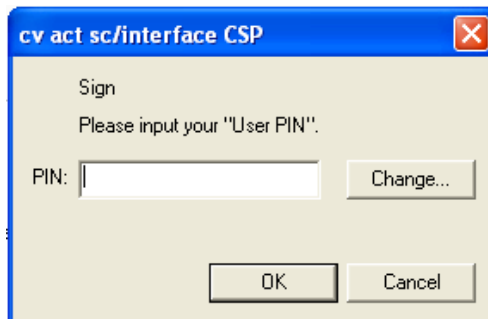 cv act sc/interface CSP
Sign
Please input your "User PIN".
PIN: Change...
OK Cancel